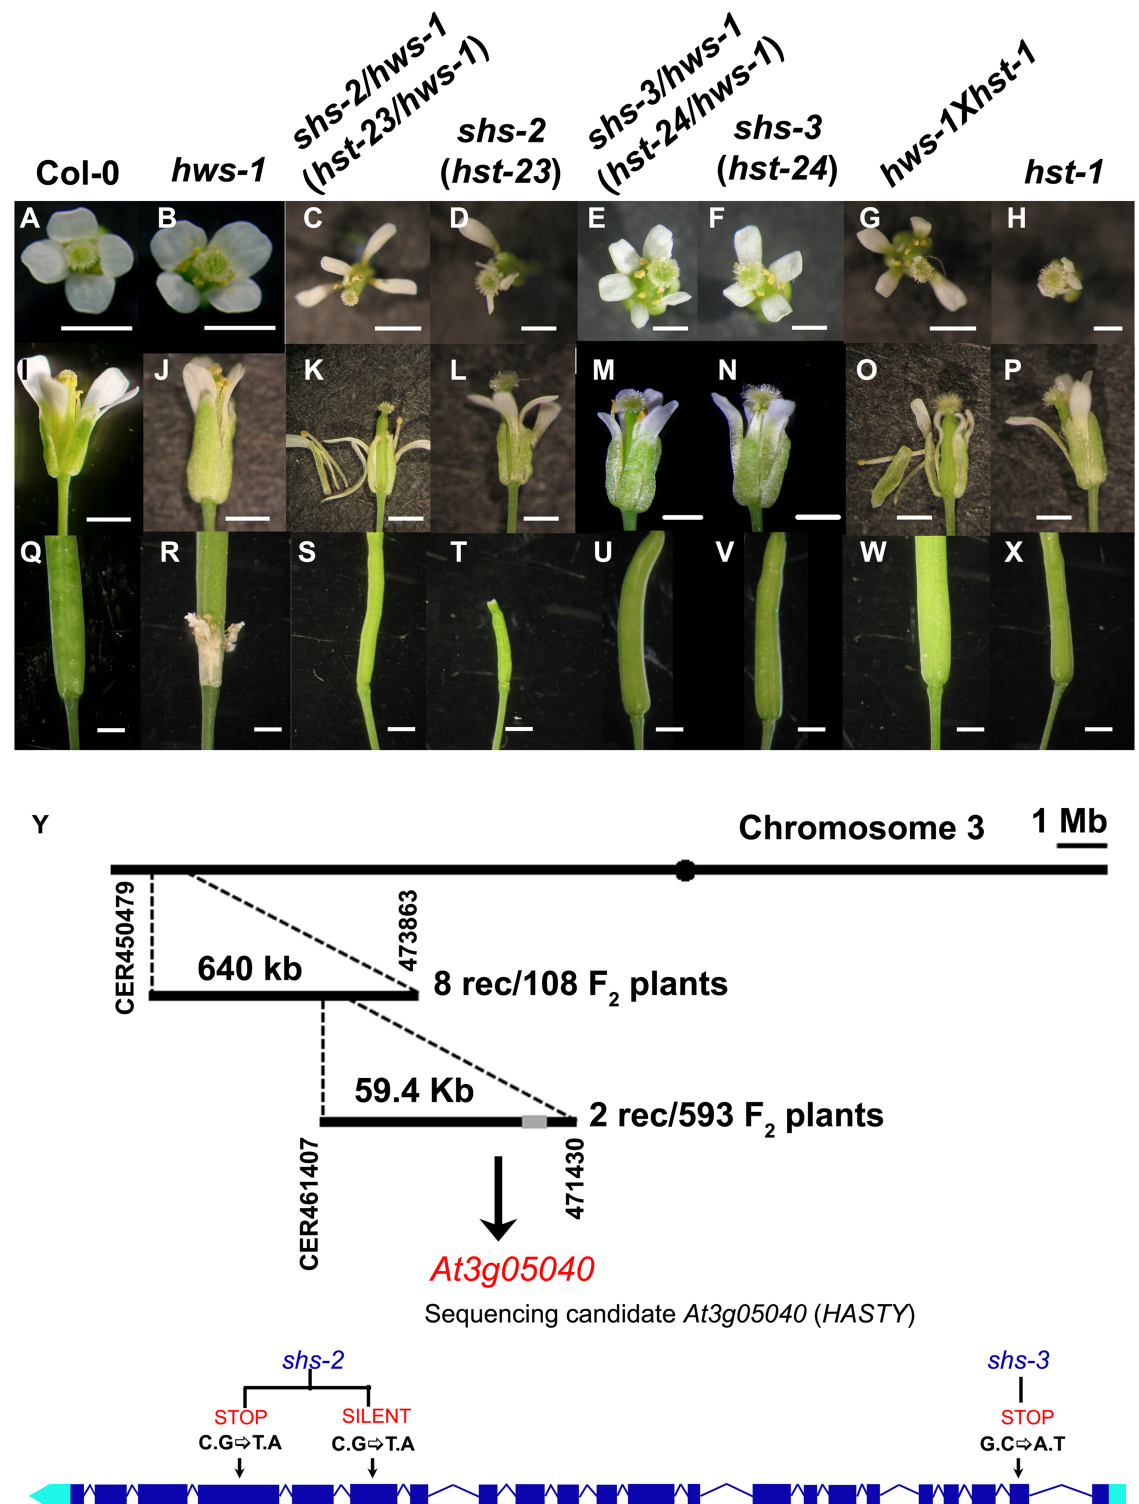 Col-0
hws-1
shs-2/hws-1
(hst-23/hws-1)
shs-2
(hst-23)
shs-3/hws-1
(hst-24/hws-1)
shs-3
(hst-24)
hws-1Xhst-1
hst-1
A B C D E F G H
I J K L M N O P
Q R S T U V W X
Y
Chromosome 3
1 Mb
CER450479
473863
640 kb
8 rec/108 F2 plants
59.4 Kb
2 rec/593 F2 plants
CER461407
471430
At3g05040
Sequencing candidate At3g05040 (HASTY)
shs-2
shs-3
STOP
SILENT
STOP
C.G⇨T.A
C.G⇨T.A
G.C⇨A.T